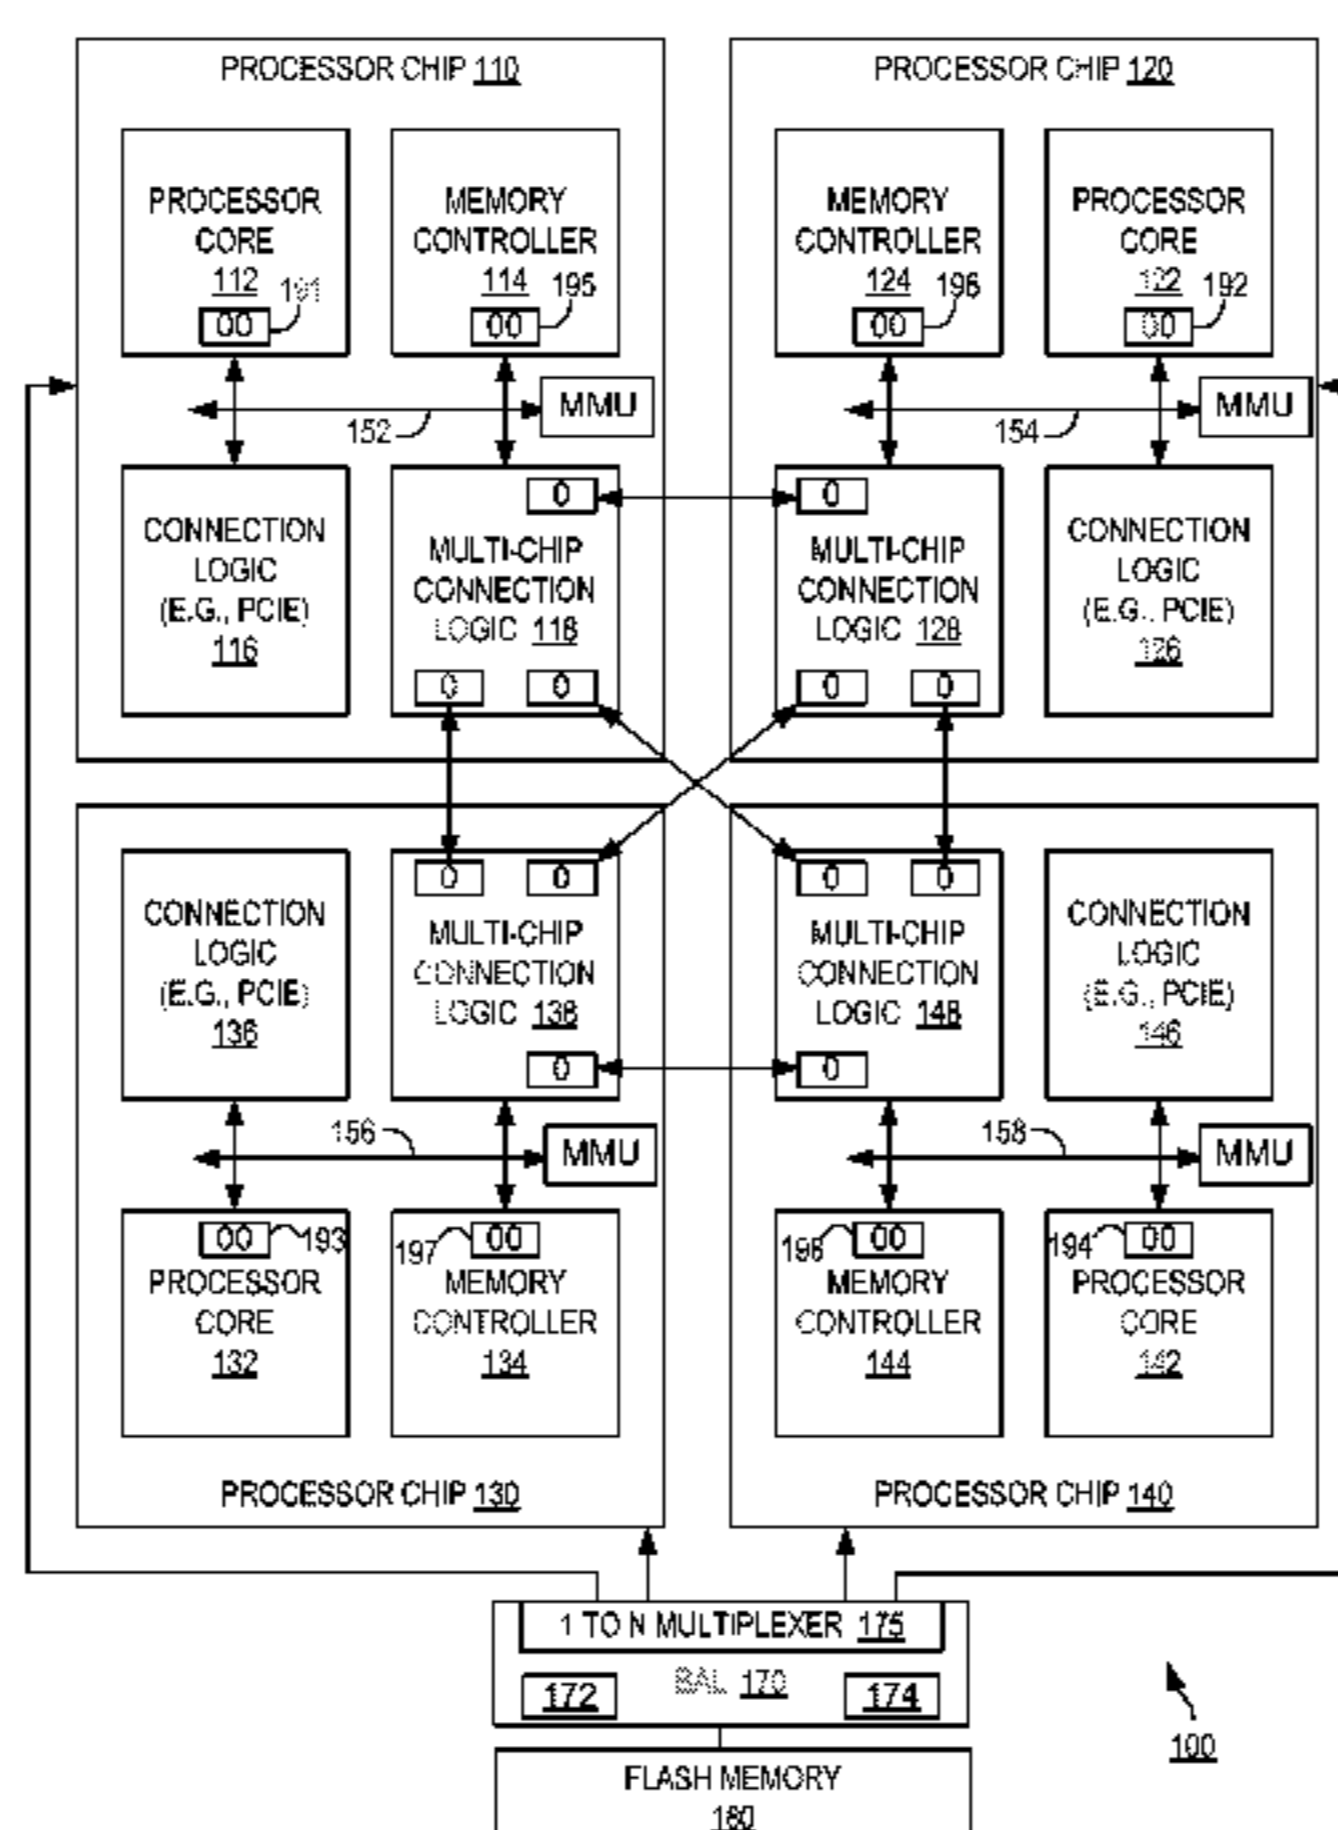 PROCESSOR CHIP 110
PROCESSOR CORE 112
00
191
MEMORY CONTROLLER 114
00
195
152
MMU
CONNECTION LOGIC (E.G., PCIE) 116
0
MULTI-CHIP CONNECTION LOGIC 118
0
0
PROCESSOR CHIP 120
MEMORY CONTROLLER 124
00
196
PROCESSOR CORE 122
00
192
154
MMU
0
MULTI-CHIP CONNECTION LOGIC 128
0
0
CONNECTION LOGIC (E.G., PCIE) 126
CONNECTION LOGIC (E.G., PCIE) 136
0
0
MULTI-CHIP CONNECTION LOGIC 138
0
156
MMU
00
193
PROCESSOR CORE 132
197
00
MEMORY CONTROLLER 134
PROCESSOR CHIP 130
0
0
MULTI-CHIP CONNECTION LOGIC 148
0
CONNECTION LOGIC (E.G., PCIE) 146
158
MMU
198
00
MEMORY CONTROLLER 144
194
00
PROCESSOR CORE 142
PROCESSOR CHIP 140
1 TO N MULTIPLEXER 175
172
BAL 170
174
100
FLASH MEMORY